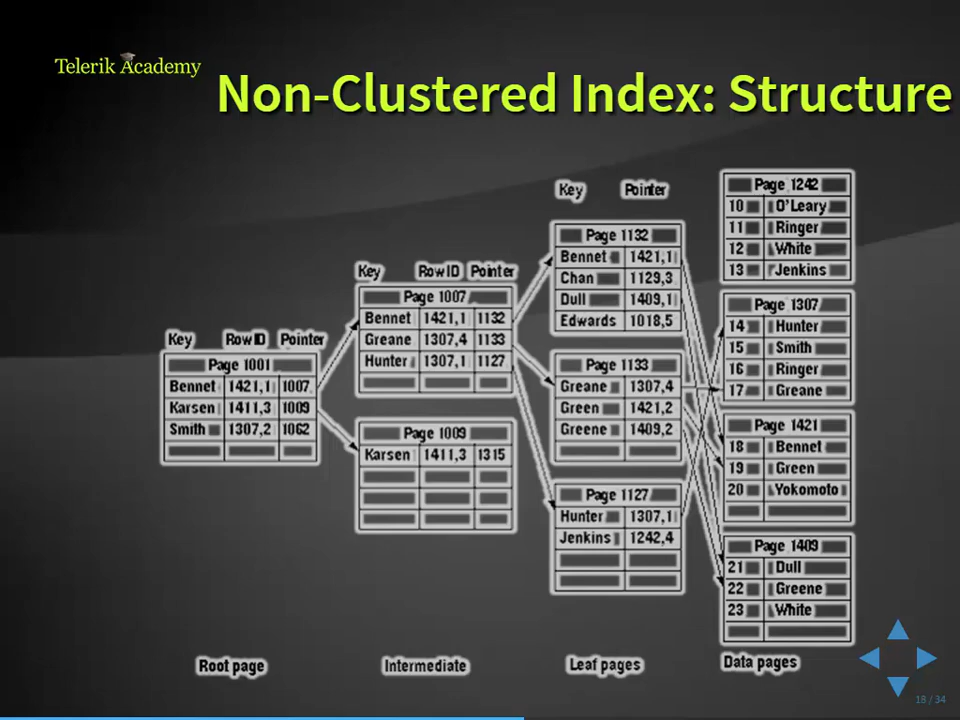 Telerik Academy
Non-Clustered Index: Structure
Key RowID Pointer
Page 1001
Bennet 1421,1 1007
Karsen 1411,3 1009
Smith 1307,2 1062
Root page
Key RowID Pointer
Page 1007
Bennet 1421,1 1132
Greane 1307,4 1133
Hunter 1307,1 1127
Page 1009
Karsen 1411,3 1315
Intermediate
Key Pointer
Page 1132
Bennet 1421,1
Chan 1129,3
Dull 1409,1
Edwards 1018,5
Page 1133
Greane 1307,4
Green 1421,2
Greene 1409,2
Page 1127
Hunter 1307,1
Jenkins 1242,4
Leaf pages
Page 1242
10 O'Leary
11 Ringer
12 White
13 Jenkins
Page 1307
14 Hunter
15 Smith
16 Ringer
17 Greane
Page 1421
18 Bennet
19 Green
20 Yokomoto
Page 1409
21 Dull
22 Greene
23 White
Data pages
18 / 34